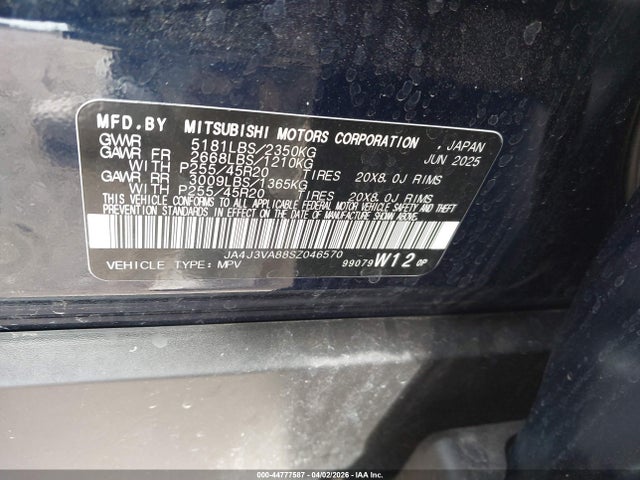 MFD.BY MITSUBISHI MOTORS CORPORATION , JAPAN
GVWR 5181LBS/2350KG JUN 2025
GAWR FR 2668LBS/1210KG
WITH P255/45R20 TIRES 20X8.0J RIMS
GAWR RR 3009LBS/1365KG
WITH P255/45R20 TIRES 20X8.0J RIMS
THIS VEHICLE CONFORMS TO ALL APPLICABLE FEDERAL MOTOR VEHICLE SAFETY AND THEFT
PREVENTION STANDARDS IN EFFECT ON THE DATE OF MANUFACTURE SHOWN ABOVE.
JA4J3VA88SZ046570
VEHICLE TYPE: MPV 99079 W12 0P
000-44777587 - 04/02/2026 - IAA Inc.